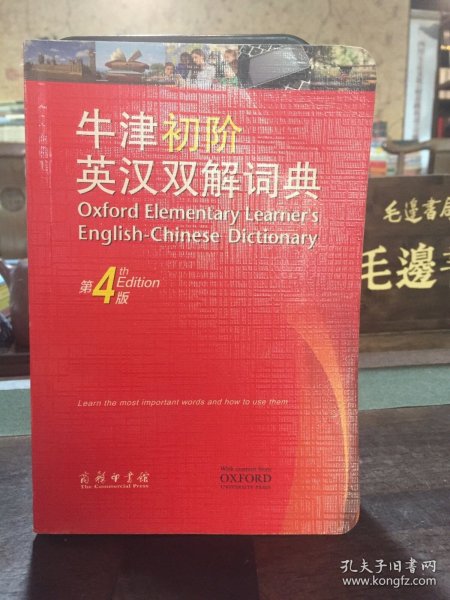 牛津初阶
英汉双解词典
Oxford Elementary Learner's
English-Chinese Dictionary
第4th Edition版
Learn the most important words and how to use them
商務印書館
The Commercial Press
With content from
OXFORD
UNIVERSITY PRESS
毛邊書局
毛邊
孔夫子旧书网
www.kongfz.com